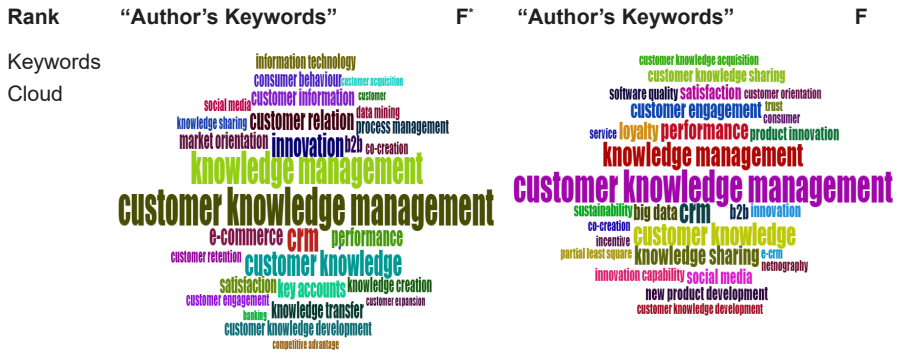 Rank “Author’s Keywords” F* “Author’s Keywords” F
Keywords
Cloud
information technology
consumer behaviour customer acquisition
social media customer information customer
data mining
knowledge sharing customer relation process management
market orientation innovation b2b co-creation
knowledge management
customer knowledge management
e-commerce crm performance
customer retention customer knowledge
satisfaction key accounts knowledge creation
customer engagement customer expansion
banking knowledge transfer
customer knowledge development
competitive advantage
customer knowledge acquisition
customer knowledge sharing
software quality satisfaction customer orientation
customer engagement trust
consumer
service loyalty performance product innovation
knowledge management
customer knowledge management
sustainability big data crm b2b innovation
co-creation
incentive customer knowledge
partial least square knowledge sharing e-crm
netnography
innovation capability social media
new product development
customer knowledge development